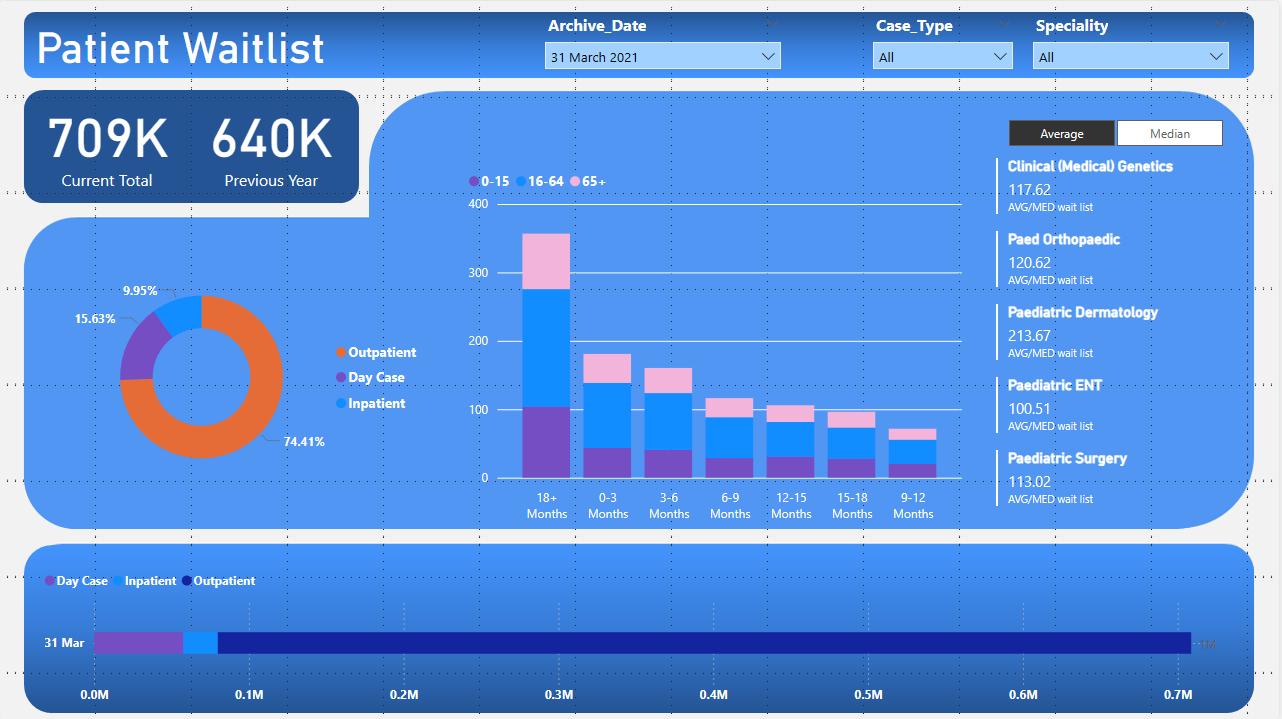 Patient Waitlist
Archive_Date
31 March 2021
Case_Type
All
Speciality
All
709K
Current Total
640K
Previous Year
9.95%
15.63%
74.41%
Outpatient
Day Case
Inpatient
0-15 16-64 65+
400
300
200
100
0
18+ Months
0-3 Months
3-6 Months
6-9 Months
12-15 Months
15-18 Months
9-12 Months
Average
Median
Clinical (Medical) Genetics
117.62
AVG/MED wait list
Paed Orthopaedic
120.62
AVG/MED wait list
Paediatric Dermatology
213.67
AVG/MED wait list
Paediatric ENT
100.51
AVG/MED wait list
Paediatric Surgery
113.02
AVG/MED wait list
Day Case Inpatient Outpatient
31 Mar
1M
0.0M 0.1M 0.2M 0.3M 0.4M 0.5M 0.6M 0.7M